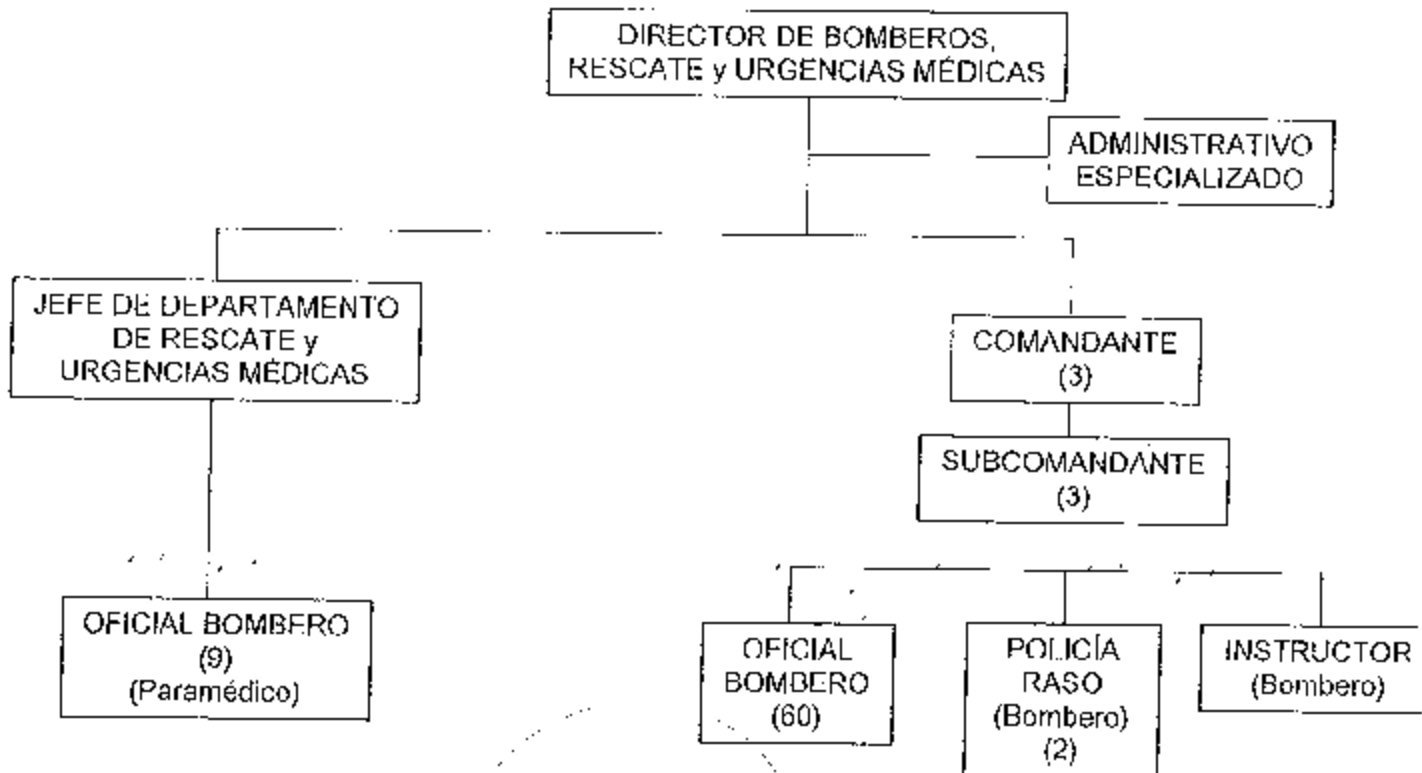 DIRECTOR DE BOMBEROS,
RESCATE y URGENCIAS MÉDICAS
ADMINISTRATIVO
ESPECIALIZADO
JEFE DE DEPARTAMENTO
DE RESCATE y
URGENCIAS MÉDICAS
COMANDANTE
(3)
SUBCOMANDANTE
(3)
OFICIAL BOMBERO
(9)
(Paramédico)
OFICIAL
BOMBERO
(60)
POLICÍA
RASO
(Bombero)
(2)
INSTRUCTOR
(Bombero)